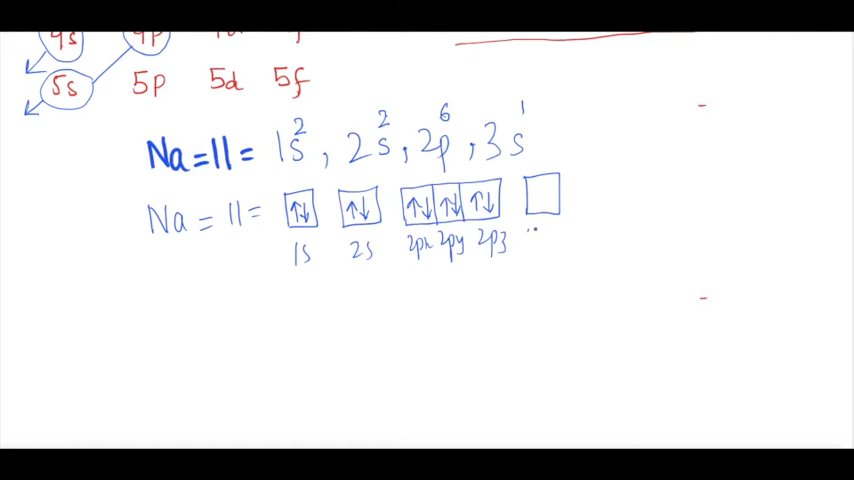 4s 4p
5s 5p 5d 5f
Na = 11 = 1s², 2s², 2p⁶, 3s¹
Na = 11 = ↑↓ ↑↓ ↑↓ ↑↓ ↑↓
1s 2s 2px 2py 2pz